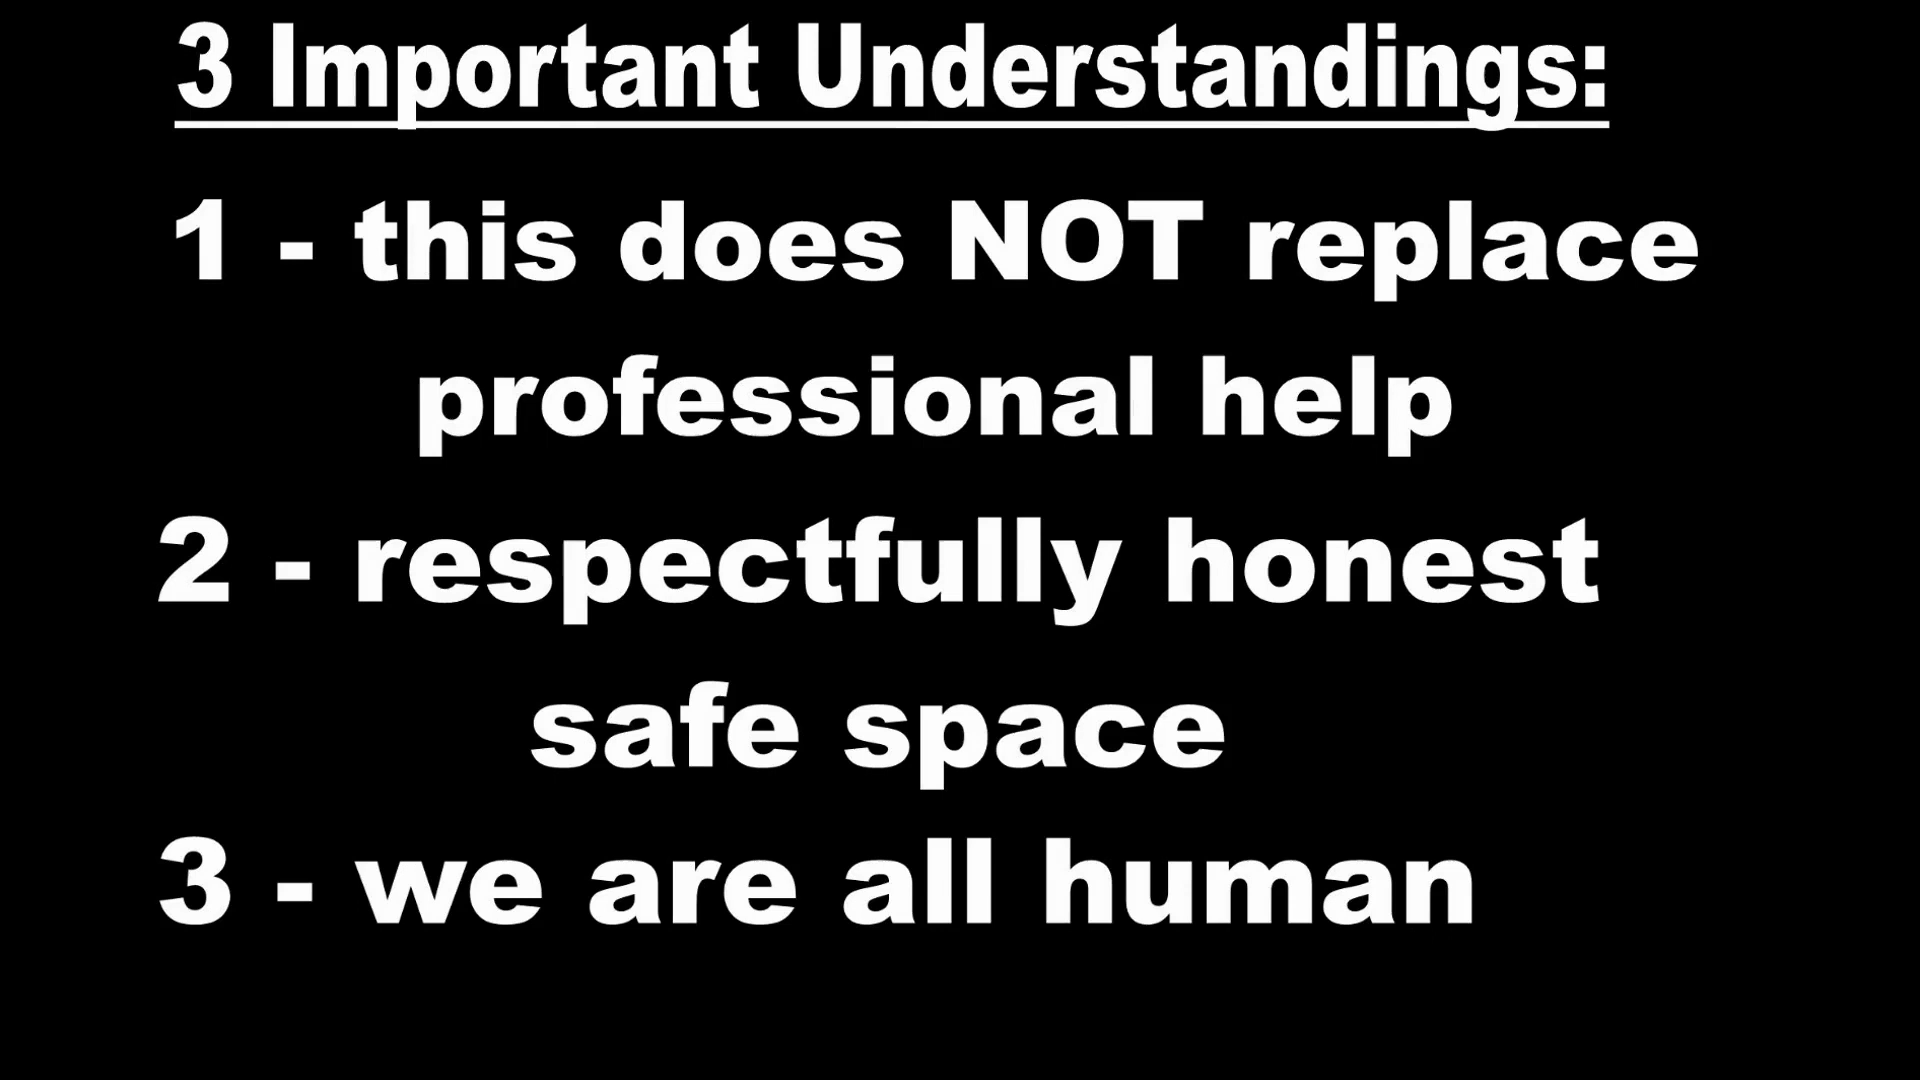 3 Important Understandings:
1 - this does NOT replace
professional help
2 - respectfully honest
safe space
3 - we are all human